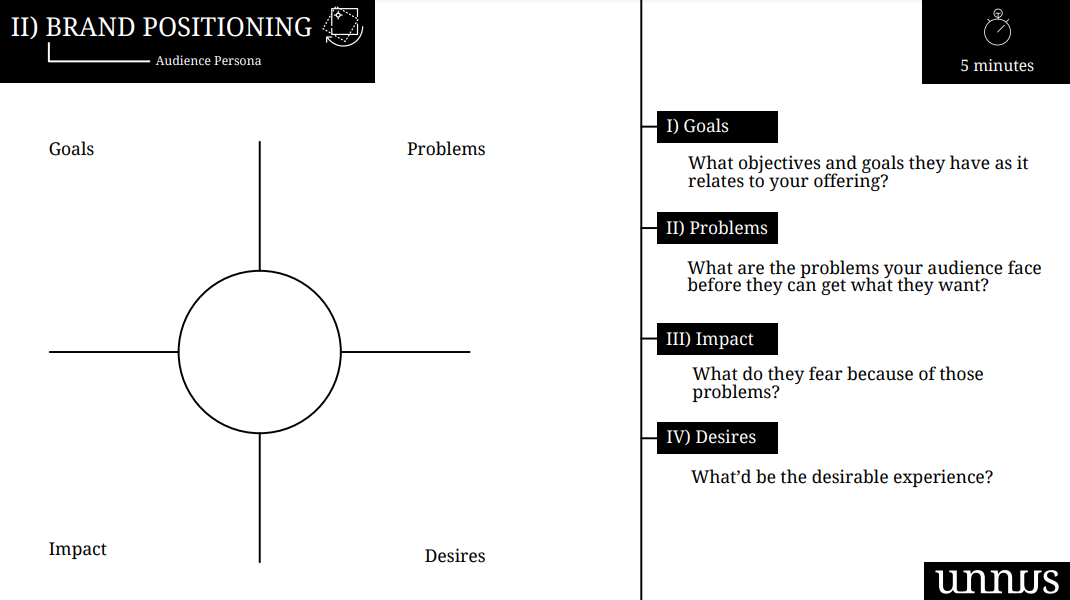 II) BRAND POSITIONING
Audience Persona
5 minutes
Goals
Problems
Impact
Desires
I) Goals
What objectives and goals they have as it
relates to your offering?
II) Problems
What are the problems your audience face
before they can get what they want?
III) Impact
What do they fear because of those
problems?
IV) Desires
What’d be the desirable experience?
unnus